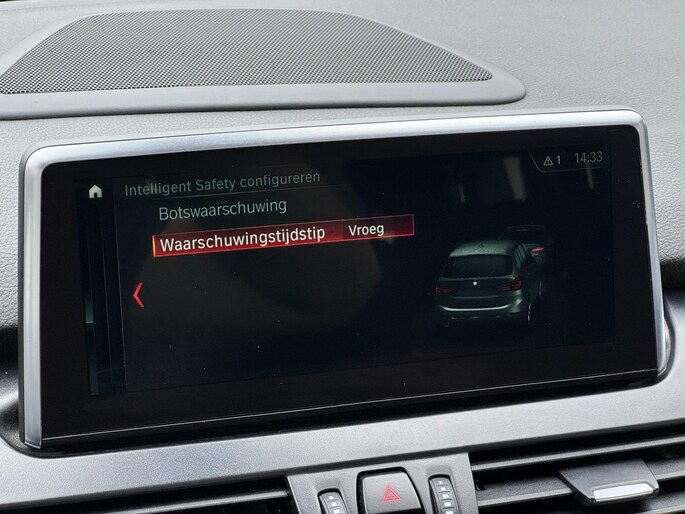 1 14:33
Intelligent Safety configureren
Botswaarschuwing
Waarschuwingstijdstip Vroeg